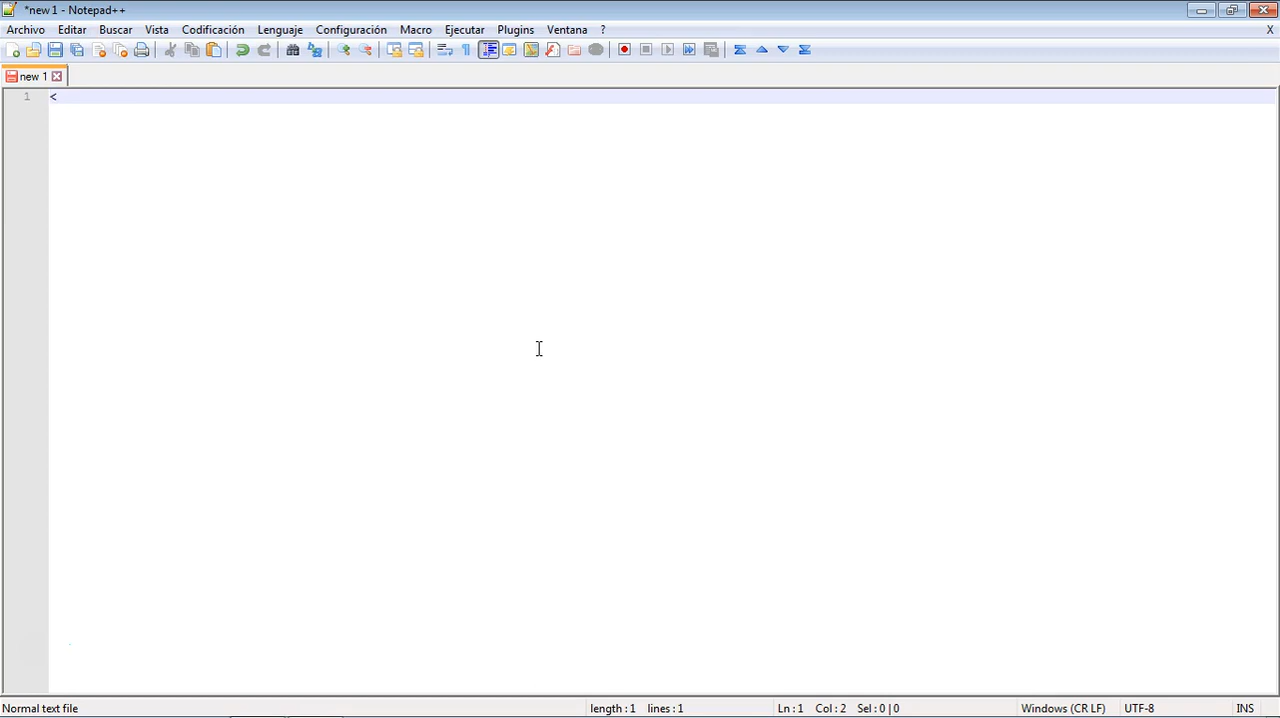 *new 1 - Notepad++
Archivo Editar Buscar Vista Codificación Lenguaje Configuración Macro Ejecutar Plugins Ventana ? X
new 1
1 <
Normal text file length : 1 lines : 1 Ln : 1 Col : 2 Sel : 0 | 0 Windows (CR LF) UTF-8 INS